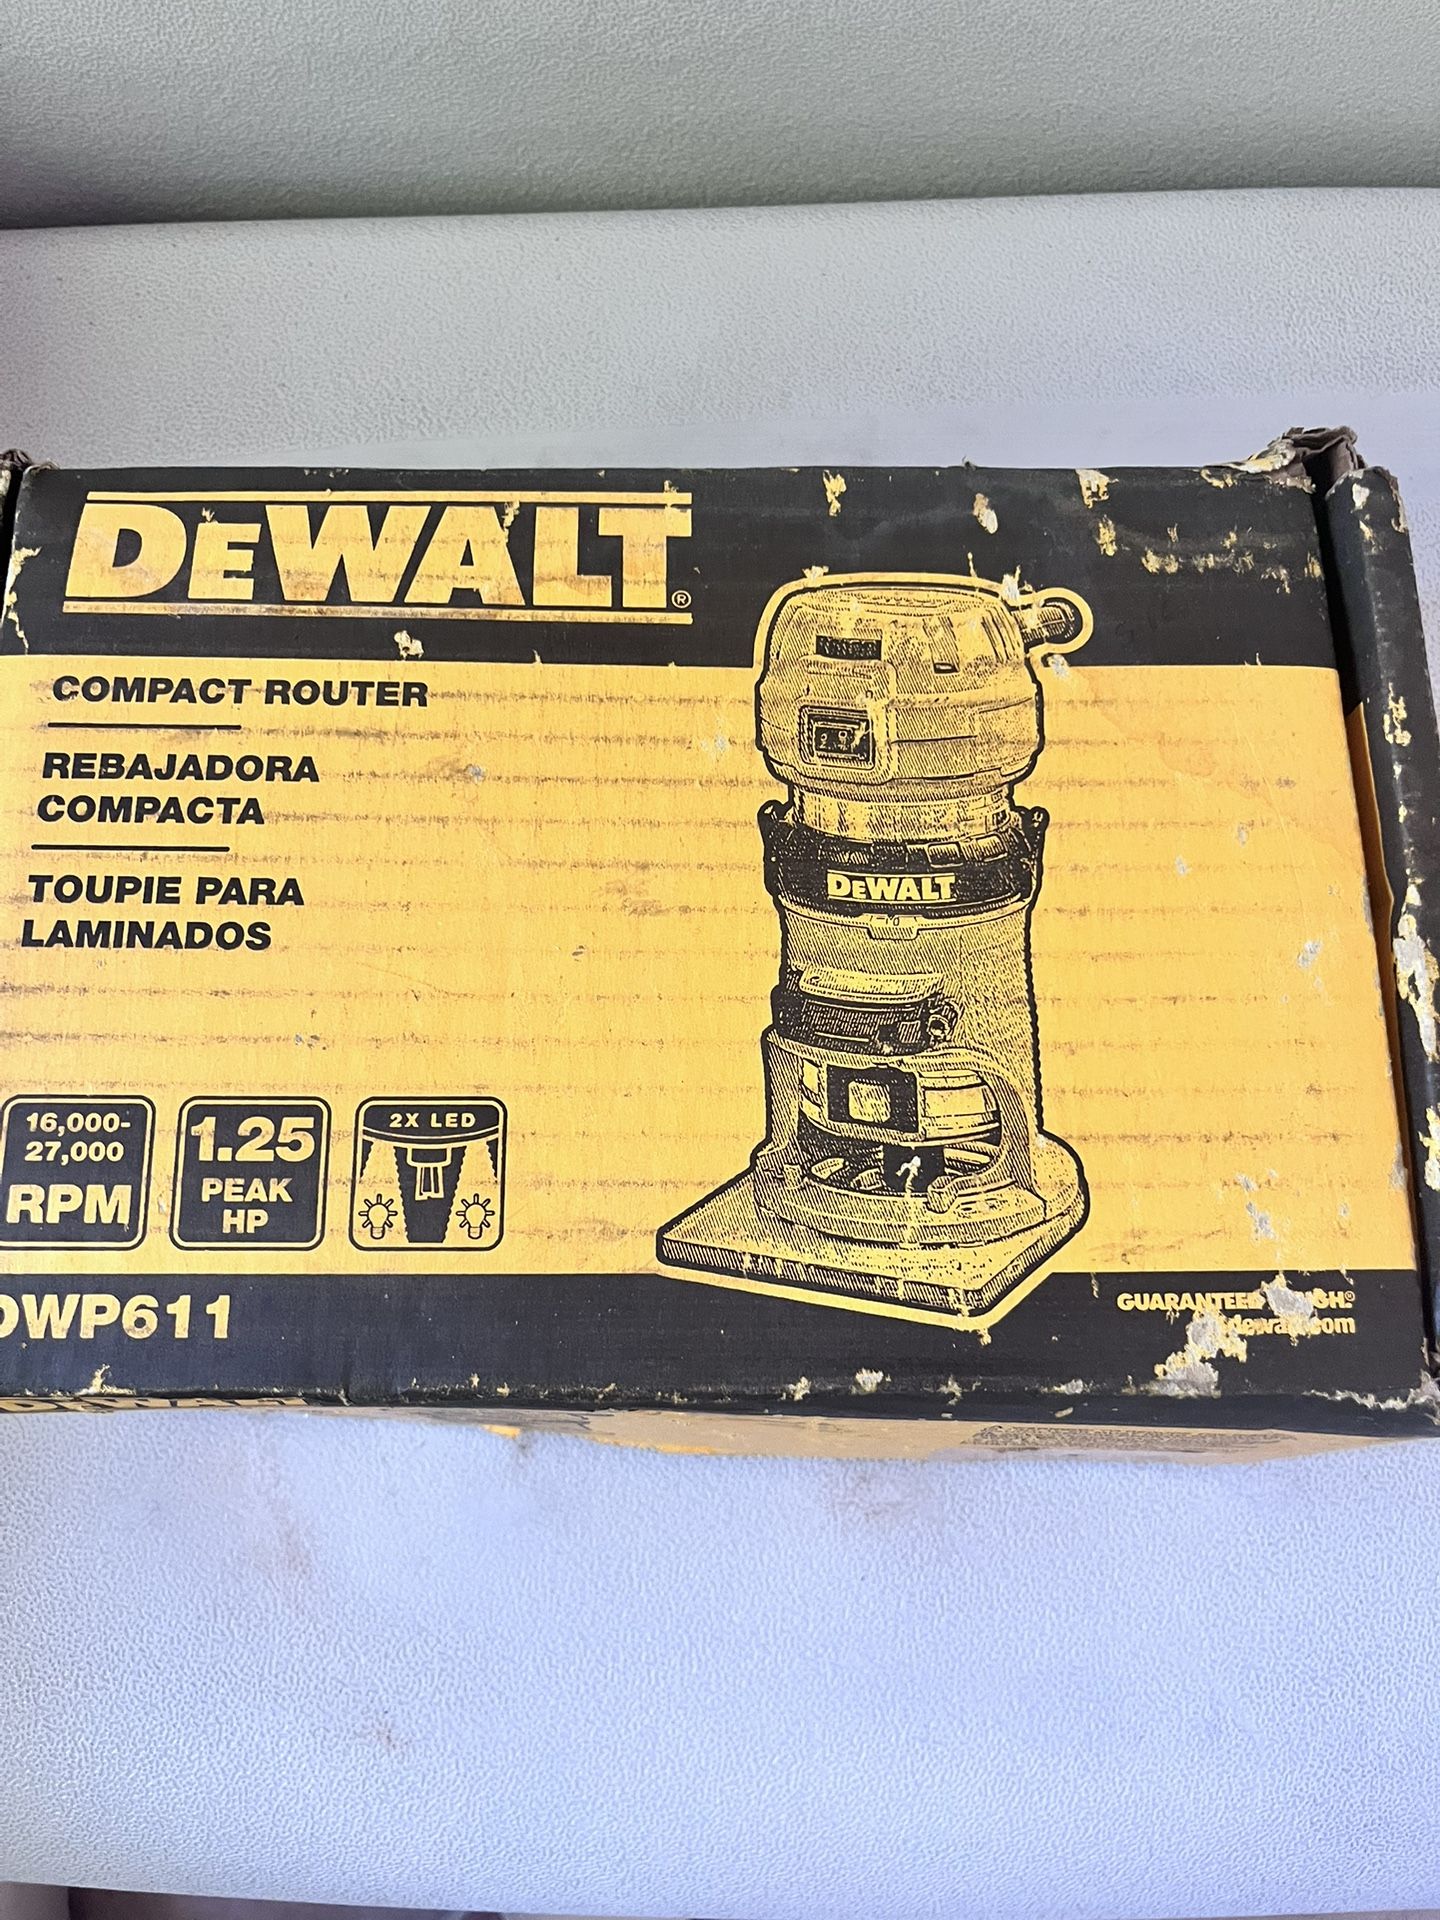 DEWALT®
COMPACT ROUTER
REBAJADORA
COMPACTA
TOUPIE PARA
LAMINADOS
DEWALT
16,000-
27,000
RPM
1.25
PEAK
HP
2X LED
DWP611
GUARANTEED
DEWALT